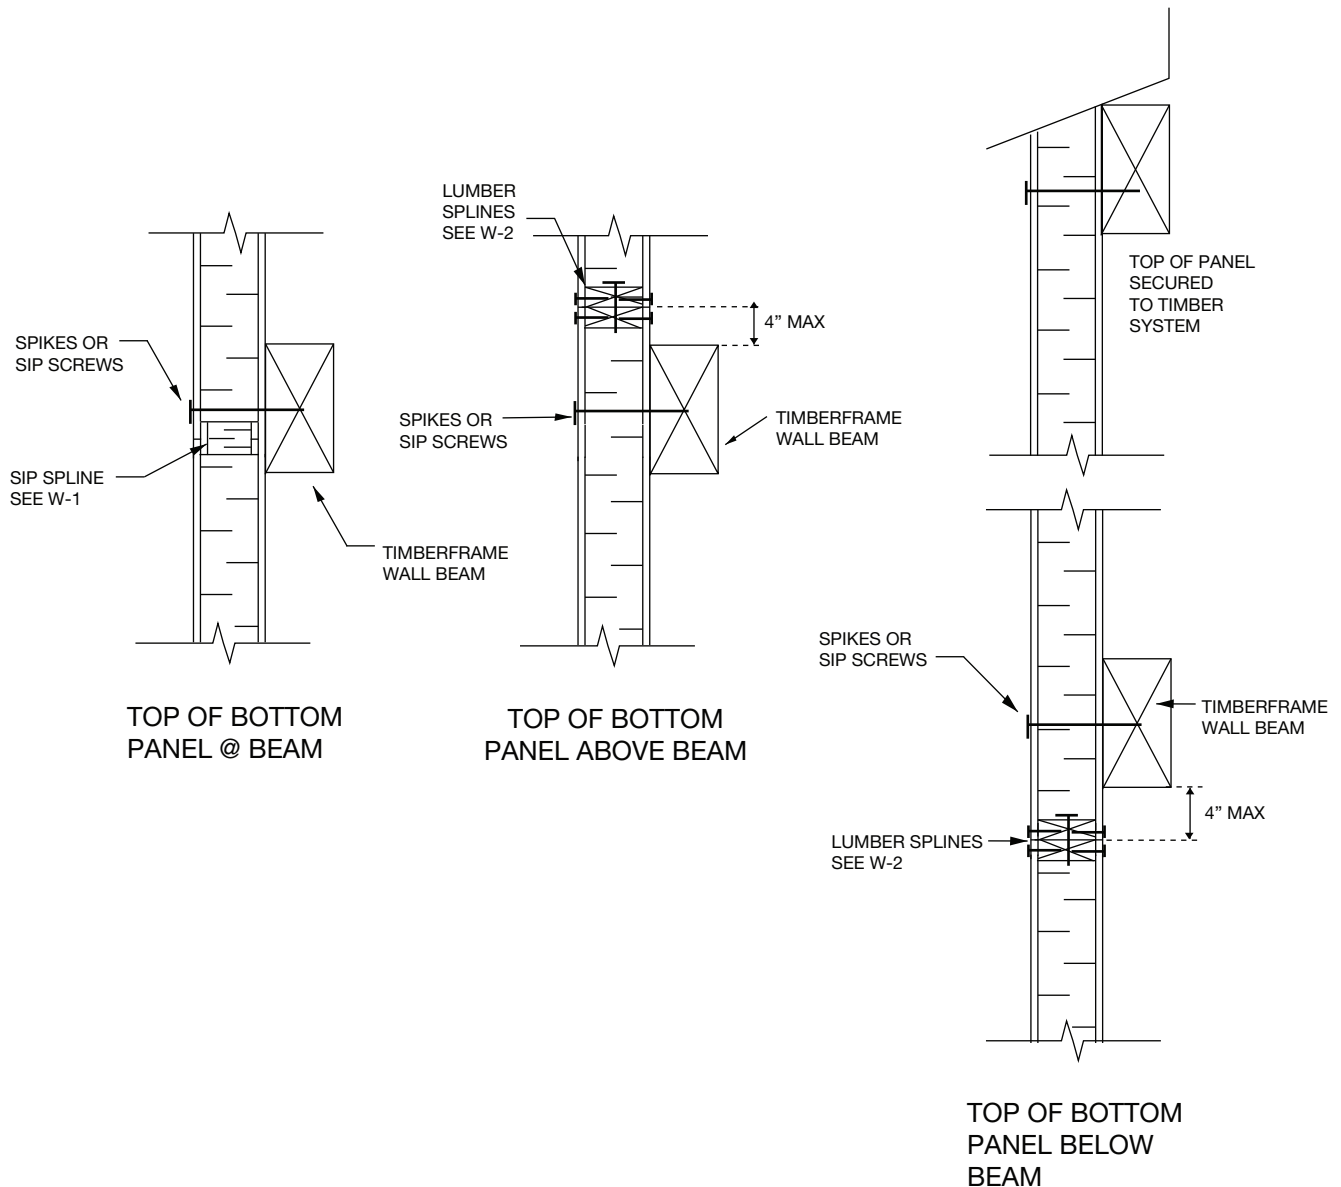 SPIKES OR
SIP SCREWS
SIP SPLINE
SEE W-1
TIMBERFRAME
WALL BEAM
TOP OF BOTTOM
PANEL @ BEAM
LUMBER
SPLINES
SEE W-2
4” MAX
SPIKES OR
SIP SCREWS
TIMBERFRAME
WALL BEAM
TOP OF BOTTOM
PANEL ABOVE BEAM
TOP OF PANEL
SECURED
TO TIMBER
SYSTEM
SPIKES OR
SIP SCREWS
TIMBERFRAME
WALL BEAM
4” MAX
LUMBER SPLINES
SEE W-2
TOP OF BOTTOM
PANEL BELOW
BEAM